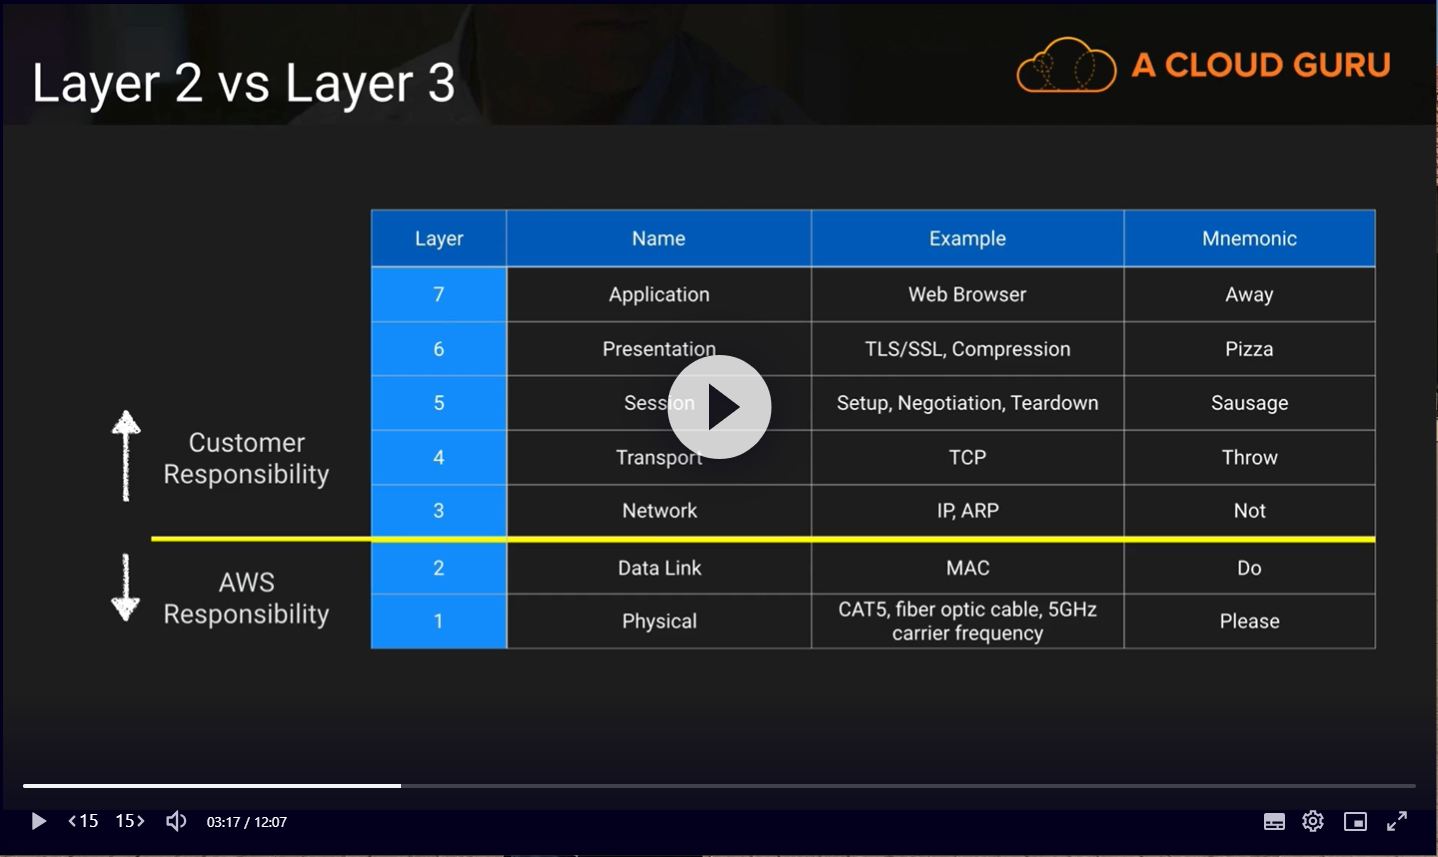 Layer 2 vs Layer 3
A CLOUD GURU
Layer Name Example Mnemonic
7 Application Web Browser Away
6 Presentation TLS/SSL, Compression Pizza
5 Session Setup, Negotiation, Teardown Sausage
4 Transport TCP Throw
3 Network IP, ARP Not
2 Data Link MAC Do
1 Physical CAT5, fiber optic cable, 5GHz
carrier frequency Please
Customer
Responsibility
AWS
Responsibility
<15 15> 03:17 / 12:07